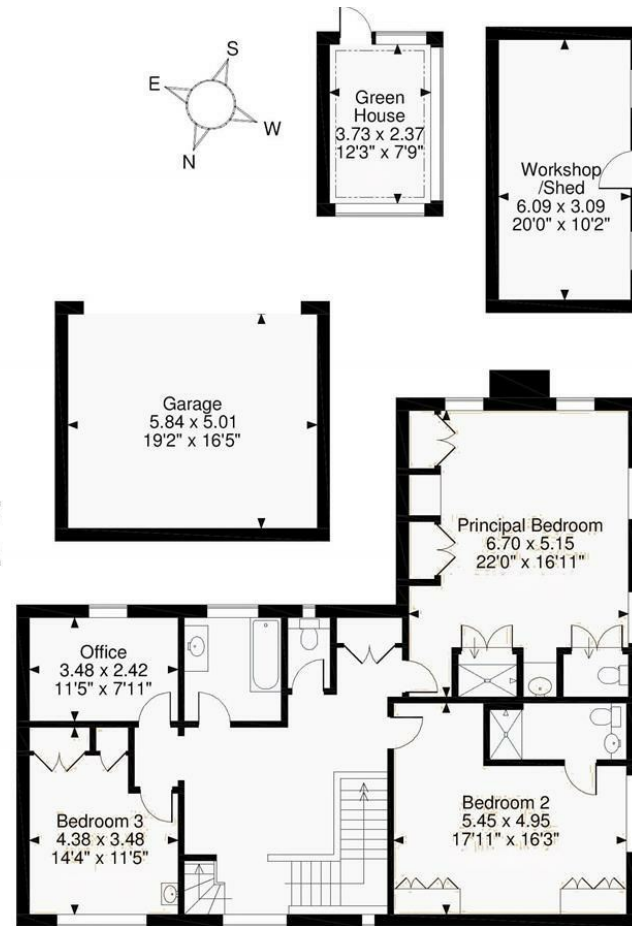 S
E
W
N
Green
House
3.73 x 2.37
12'3" x 7'9"
Workshop
/Shed
6.09 x 3.09
20'0" x 10'2"
Garage
5.84 x 5.01
19'2" x 16'5"
Principal Bedroom
6.70 x 5.15
22'0" x 16'11"
Office
3.48 x 2.42
11'5" x 7'11"
Bedroom 3
4.38 x 3.48
14'4" x 11'5"
Bedroom 2
5.45 x 4.95
17'11" x 16'3"